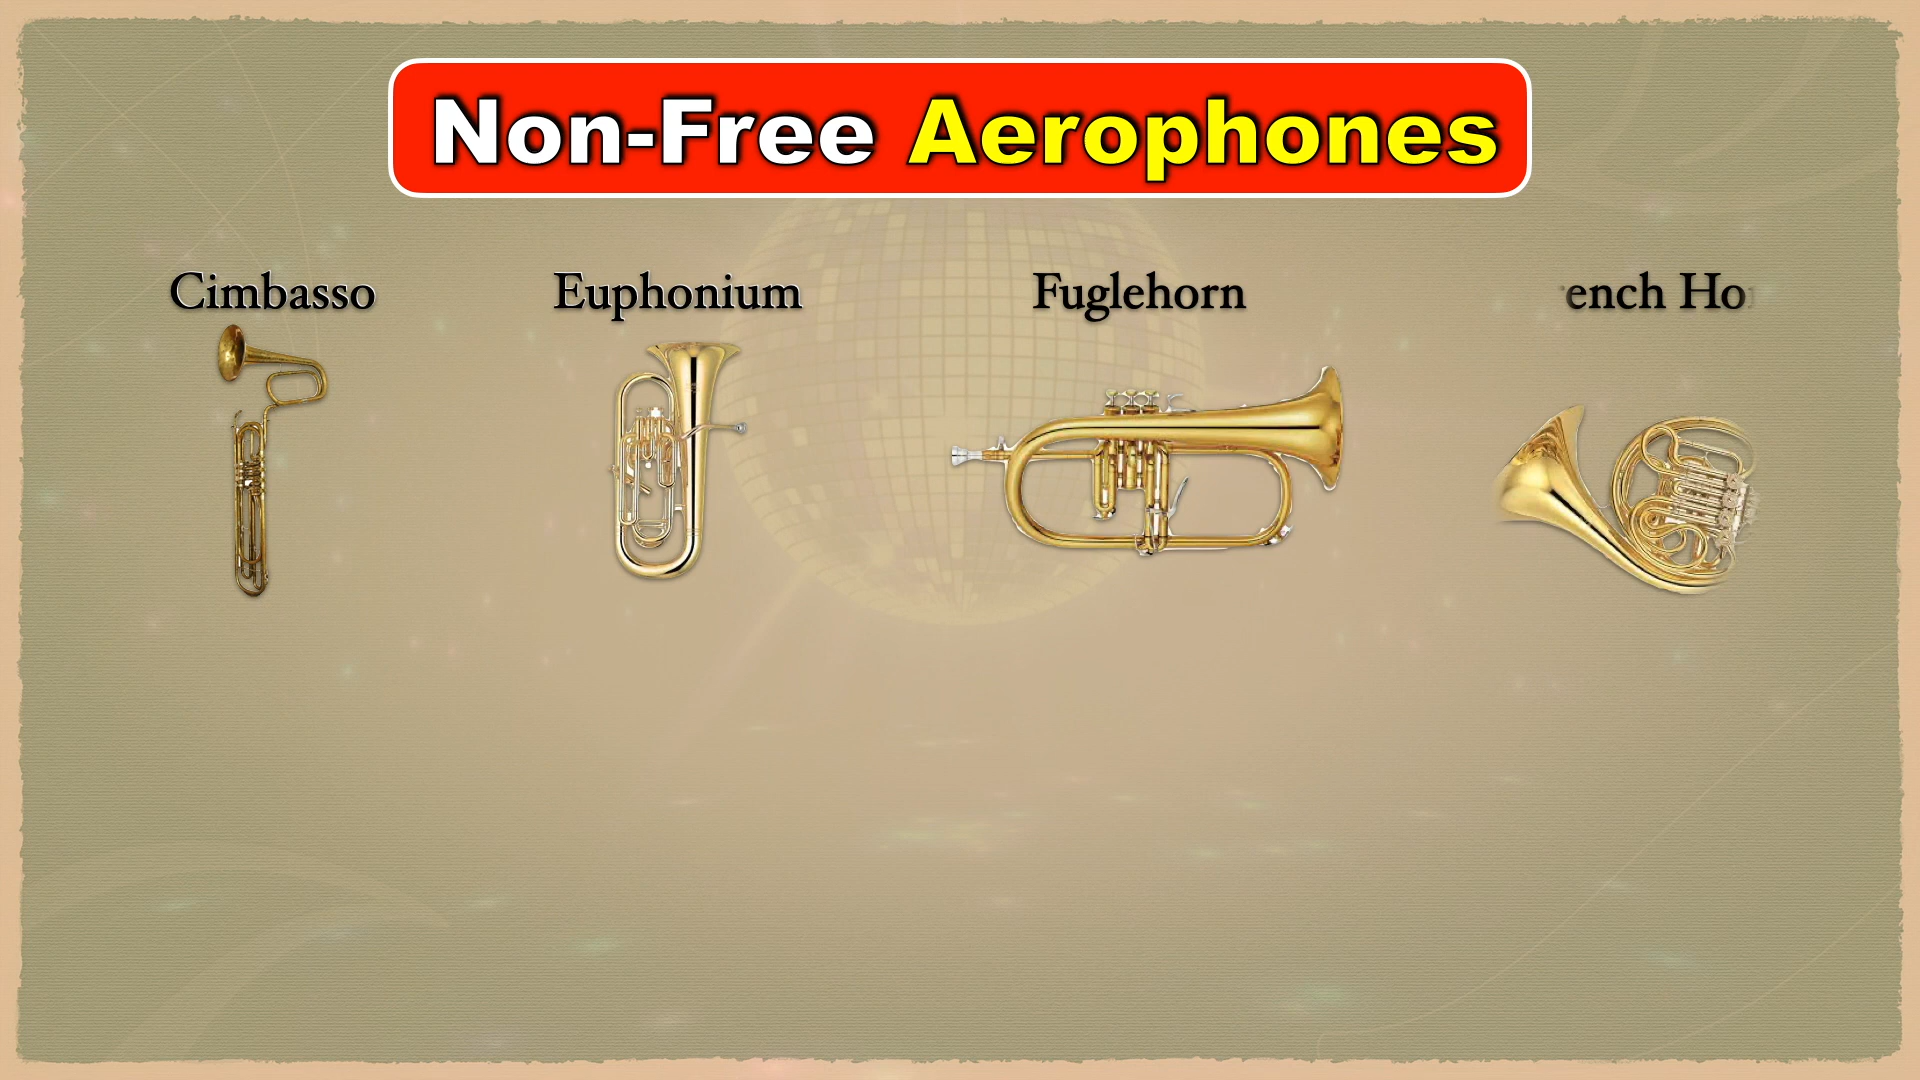 Non-Free Aerophones
Cimbasso
Euphonium
Fuglehorn
ench Ho